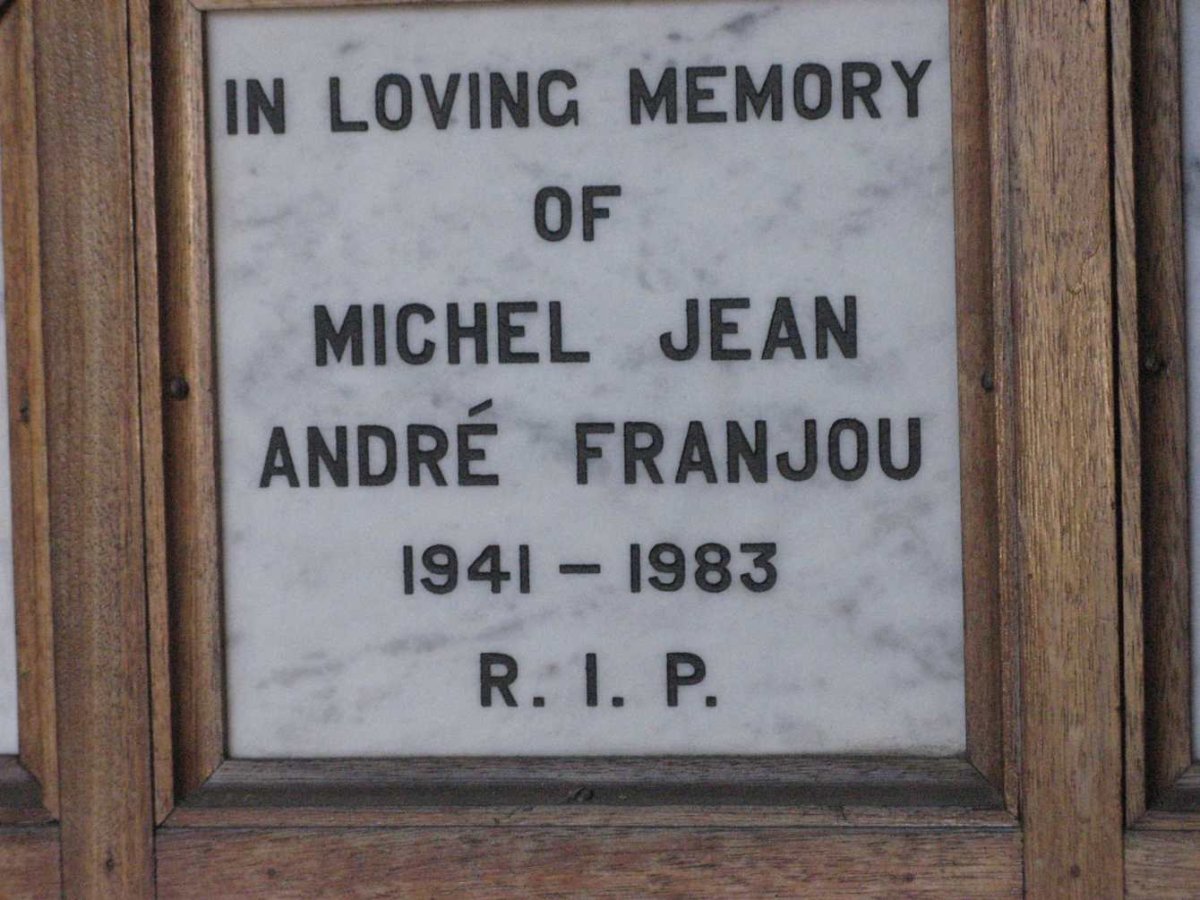 IN LOVING MEMORY
OF
MICHEL JEAN
ANDRÉ FRANJOU
1941 – 1983
R. I. P.